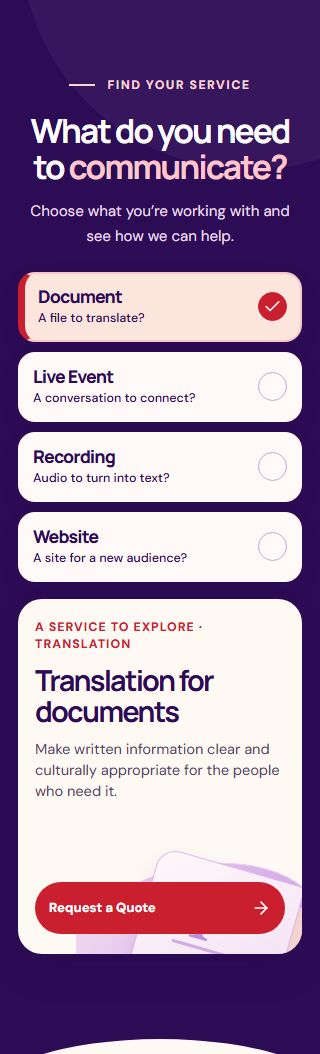 FIND YOUR SERVICE
What do you need
to communicate?
Choose what you’re working with and
see how we can help.
Document
A file to translate?
Live Event
A conversation to connect?
Recording
Audio to turn into text?
Website
A site for a new audience?
A SERVICE TO EXPLORE ·
TRANSLATION
Translation for
documents
Make written information clear and
culturally appropriate for the people
who need it.
Request a Quote